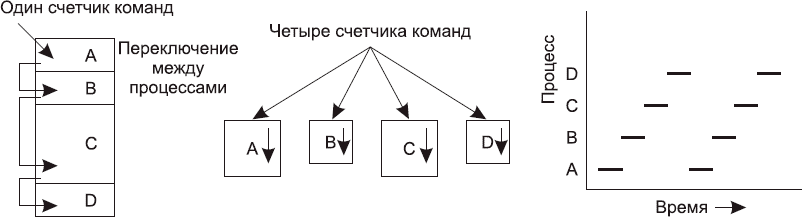 Один счетчик команд
A
B
C
D
Переключение
между
процессами
Четыре счетчика команд
A
B
C
D
Процесс
D
C
B
A
Время